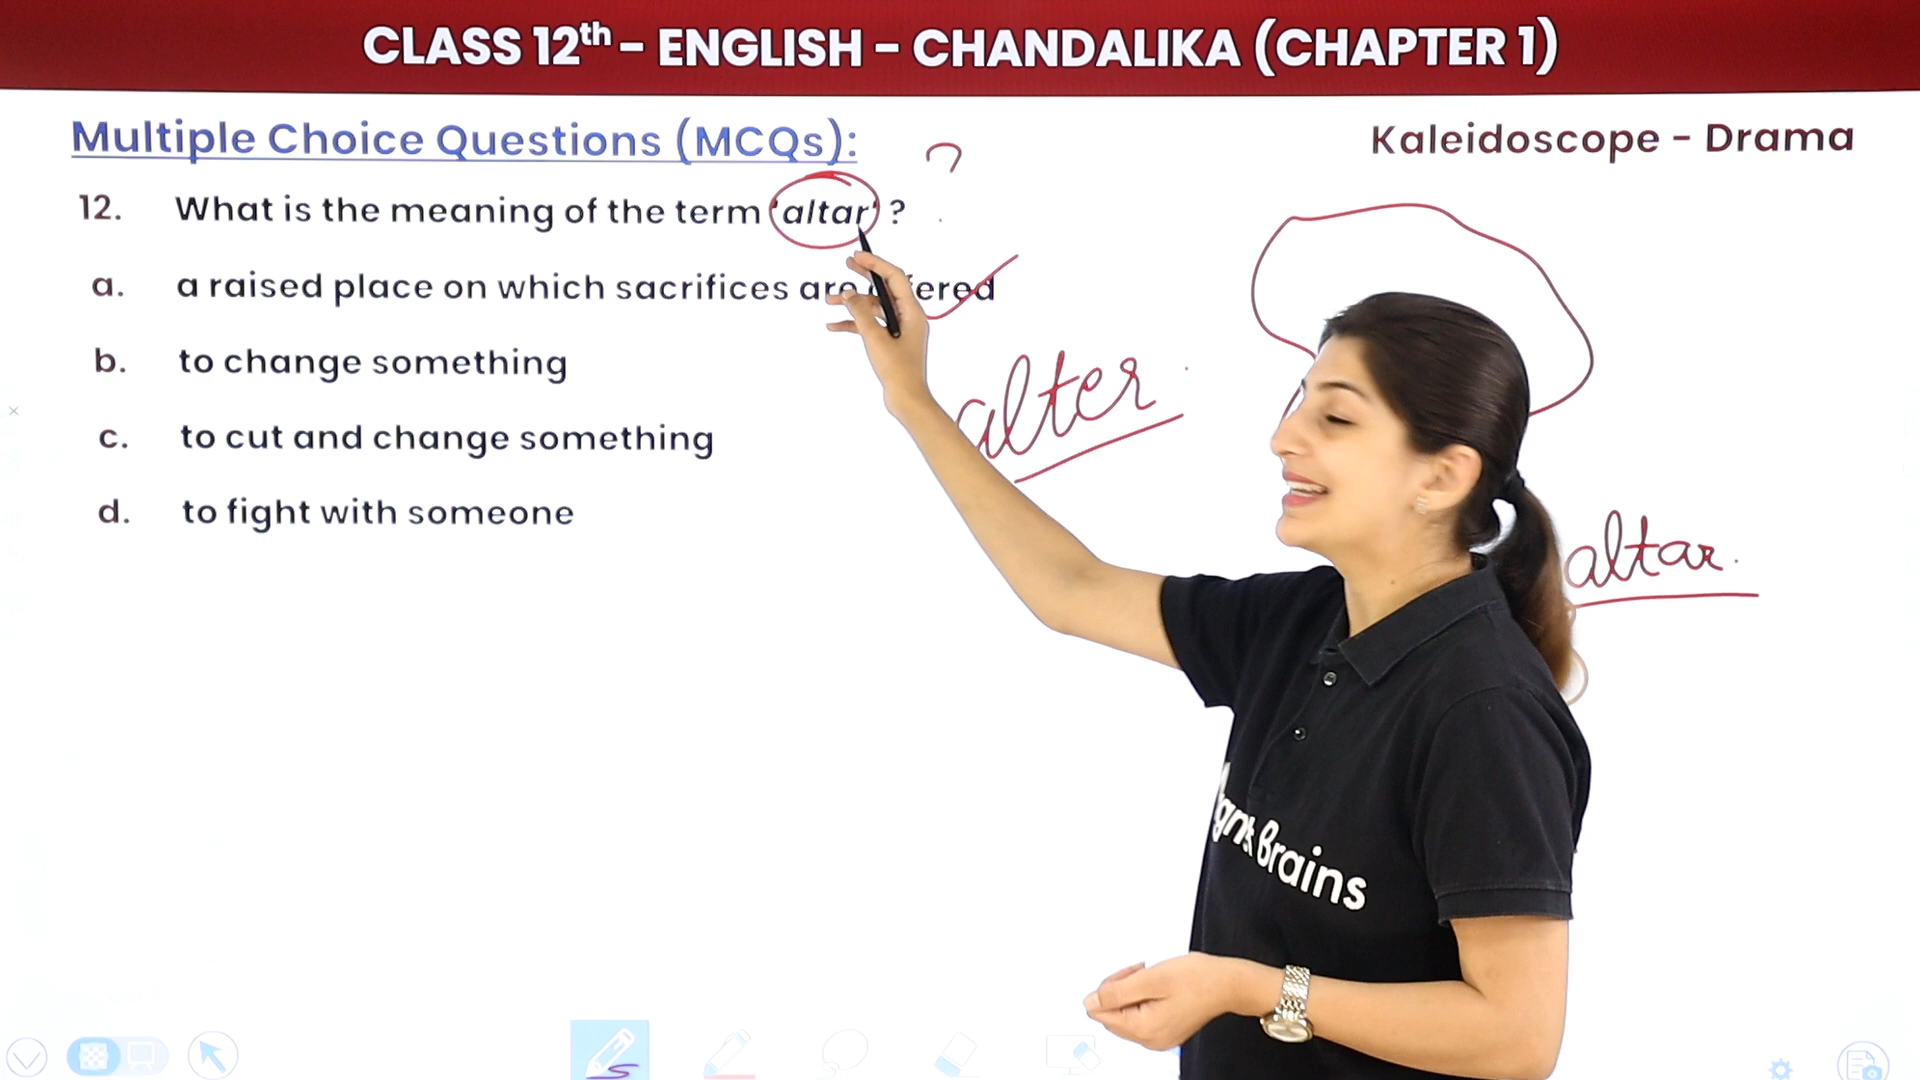 CLASS 12th – ENGLISH – CHANDALIKA (CHAPTER 1)
Multiple Choice Questions (MCQs):
Kaleidoscope – Drama
?
12. What is the meaning of the term 'altar' ?
a. a raised place on which sacrifices are
b. to change something
alter.
c. to cut and change something
d. to fight with someone
altar.
Brains